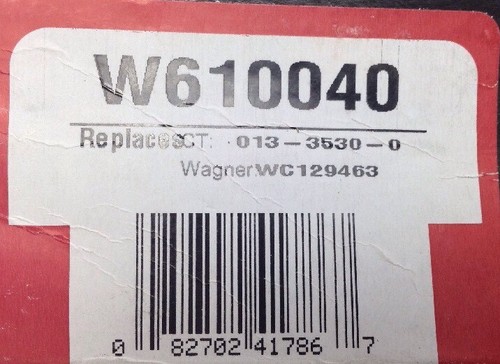 W610040
Replaces CT: 013-3530-0
Wagner WC129463
0 82702 41786 7